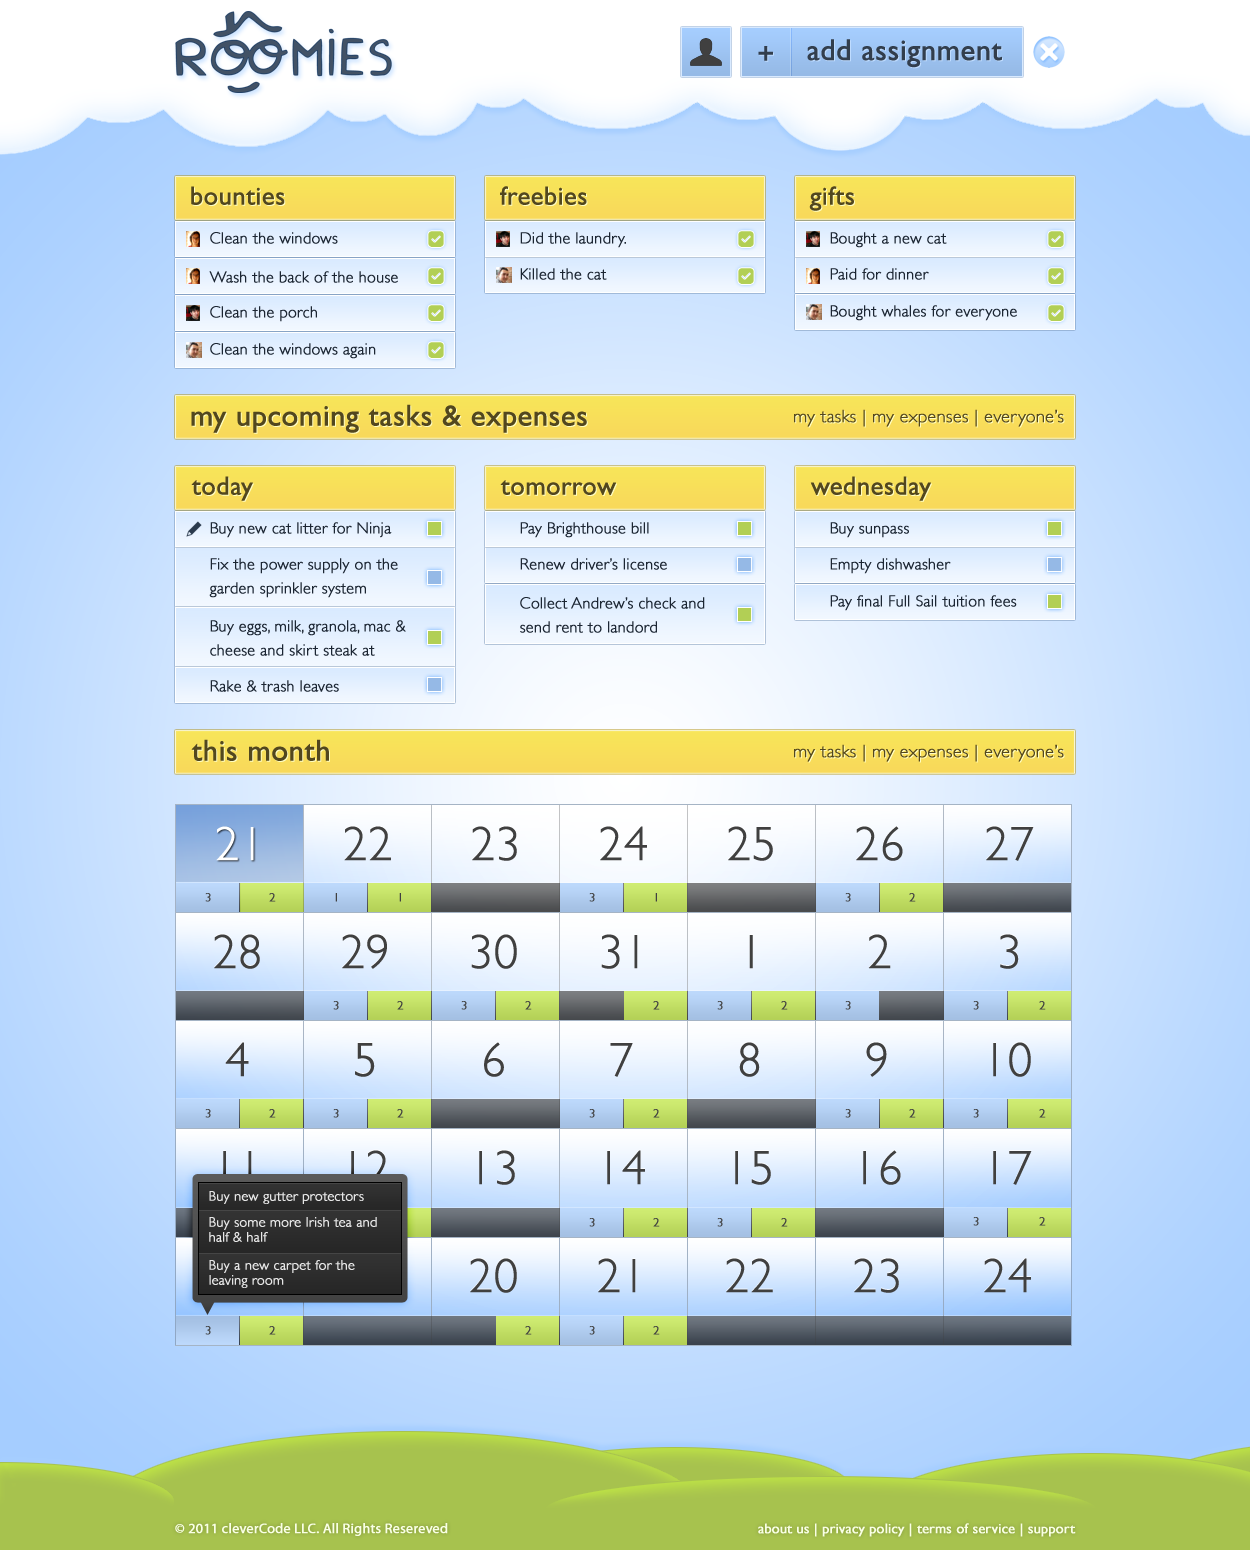 ROOMIES
+ add assignment
bounties
Clean the windows
Wash the back of the house
Clean the porch
Clean the windows again
freebies
Did the laundry.
Killed the cat
gifts
Bought a new cat
Paid for dinner
Bought whales for everyone
my upcoming tasks & expenses
my tasks | my expenses | everyone's
today
Buy new cat litter for Ninja
Fix the power supply on the
garden sprinkler system
Buy eggs, milk, granola, mac &
cheese and skirt steak at
Rake & trash leaves
tomorrow
Pay Brighthouse bill
Renew driver's license
Collect Andrew's check and
send rent to landord
wednesday
Buy sunpass
Empty dishwasher
Pay final Full Sail tuition fees
this month
my tasks | my expenses | everyone's
21 22 23 24 25 26 27
3 2 1 1 3 1 3 2
28 29 30 31 1 2 3
3 2 3 2 2 3 2 3 3 2
4 5 6 7 8 9 10
3 2 3 2 3 2 3 2 3 2
11 12 13 14 15 16 17
3 2 3 2 3 2
Buy new gutter protectors
Buy some more Irish tea and
half & half
Buy a new carpet for the
leaving room
20 21 22 23 24
3 2 2 3 2
© 2011 cleverCode LLC. All Rights Resereved
about us | privacy policy | terms of service | support